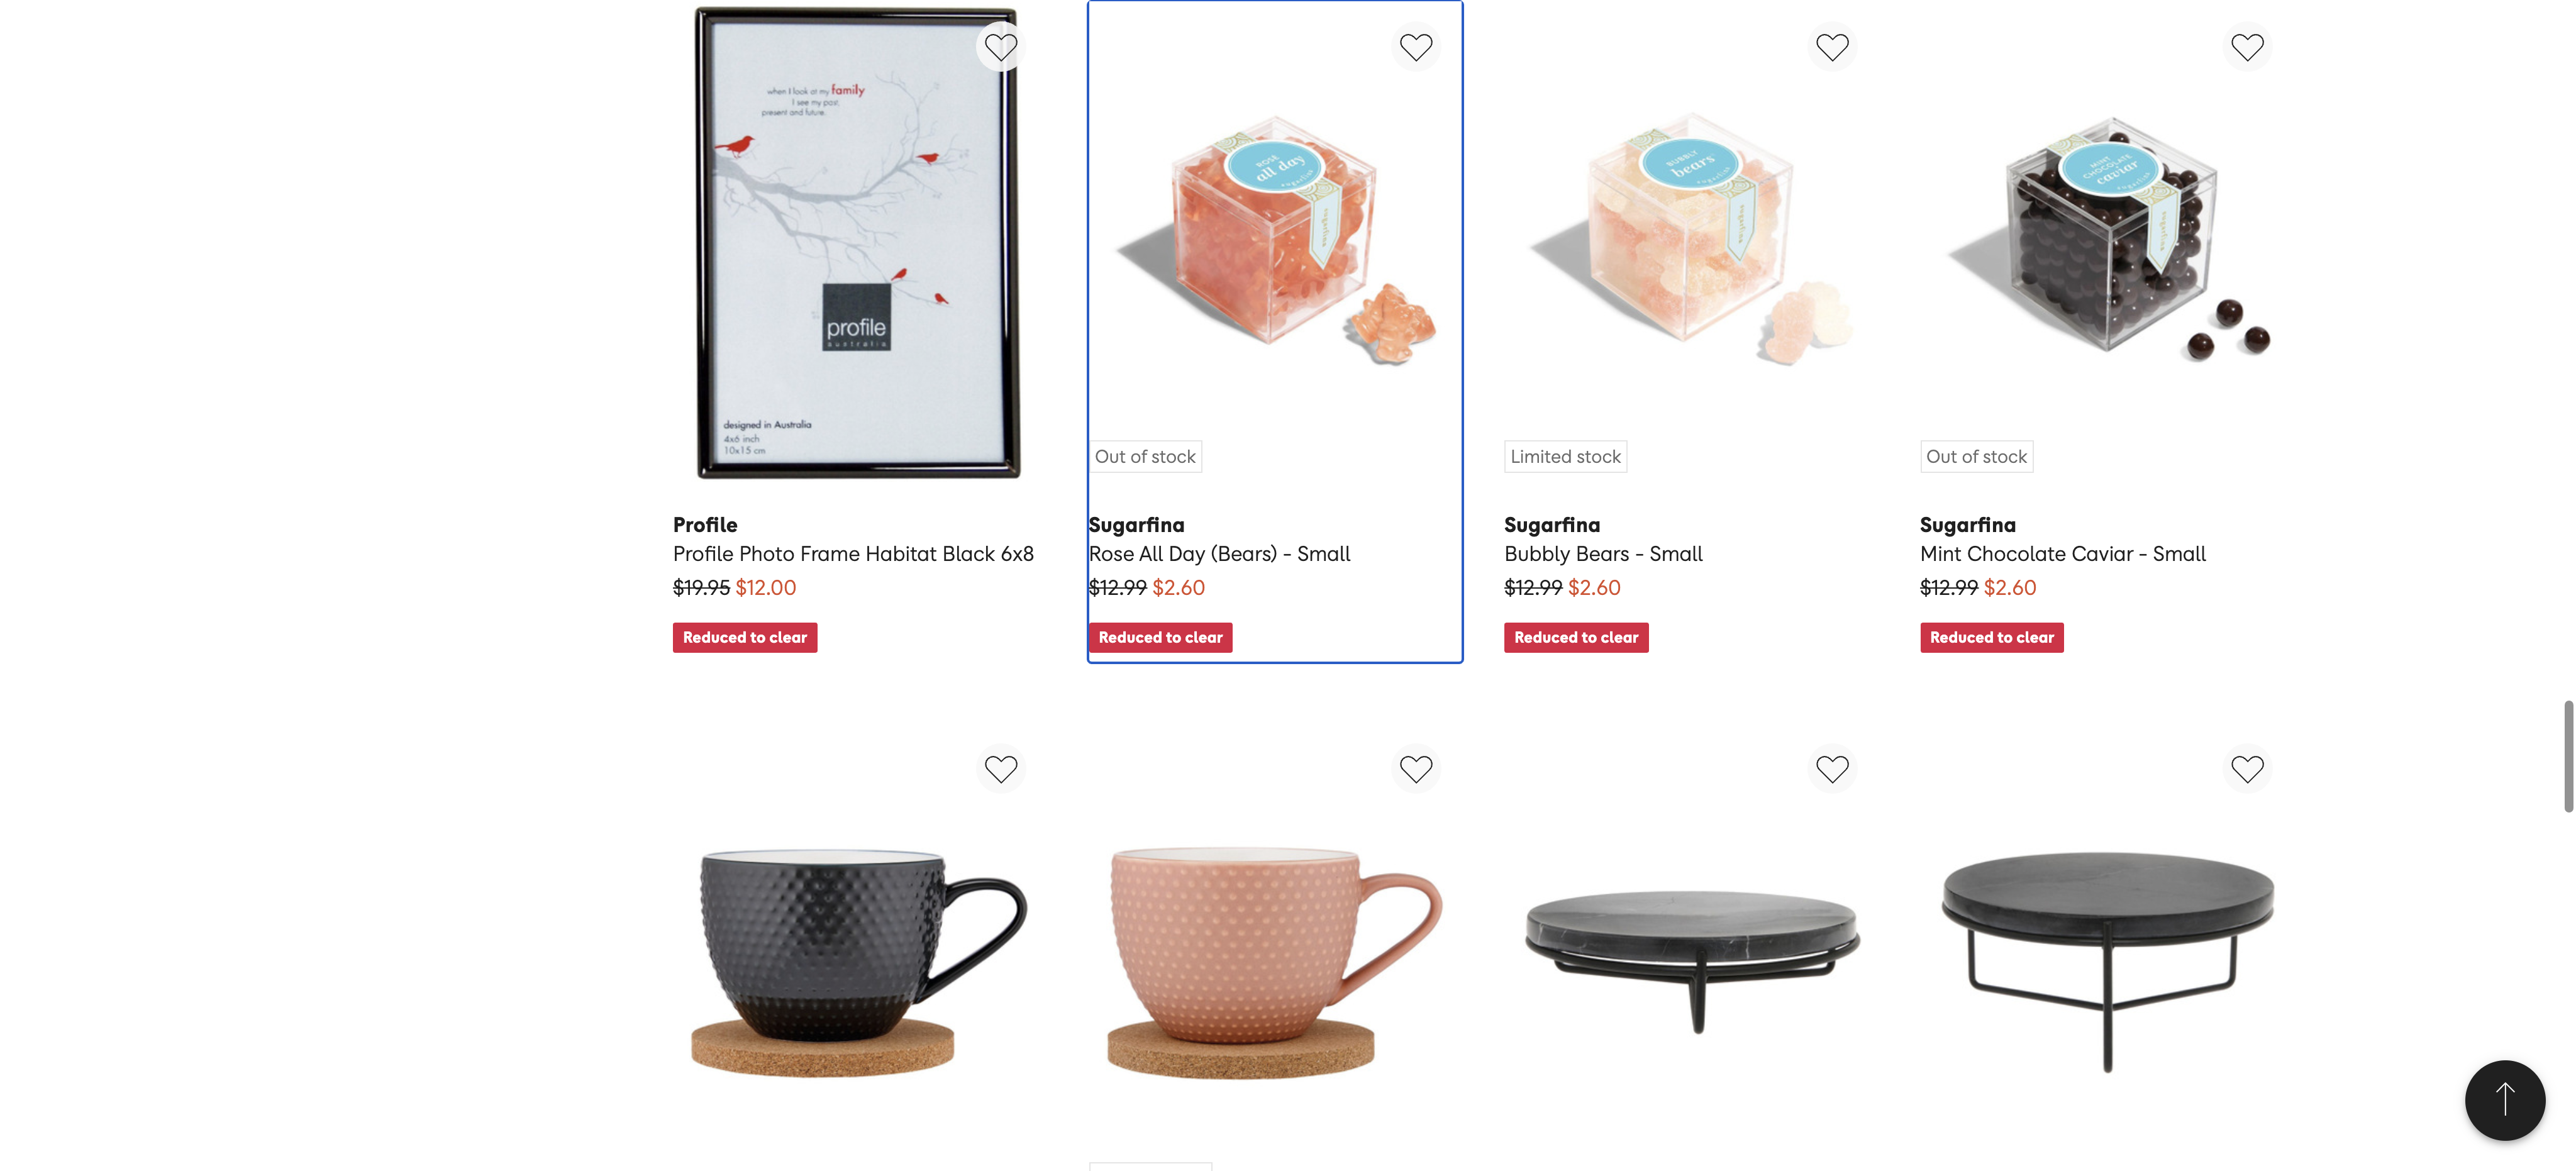 when I look at my family
I see my past,
present and future.
profile
australia
designed in Australia
4x6 inch
10x15 cm
ROSÉ
all day
sugarfina
sugarfina
BUBBLY
bears
sugarfina
sugarfina
MINT
CHOCOLATE
caviar
sugarfina
sugarfina
Out of stock
Limited stock
Out of stock
Profile
Profile Photo Frame Habitat Black 6x8
$19.95 $12.00
Reduced to clear
Sugarfina
Rose All Day (Bears) - Small
$12.99 $2.60
Reduced to clear
Sugarfina
Bubbly Bears - Small
$12.99 $2.60
Reduced to clear
Sugarfina
Mint Chocolate Caviar - Small
$12.99 $2.60
Reduced to clear